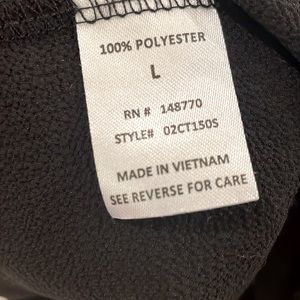 100% POLYESTER
L
RN # 148770
STYLE# 02CT150S
MADE IN VIETNAM
SEE REVERSE FOR CARE